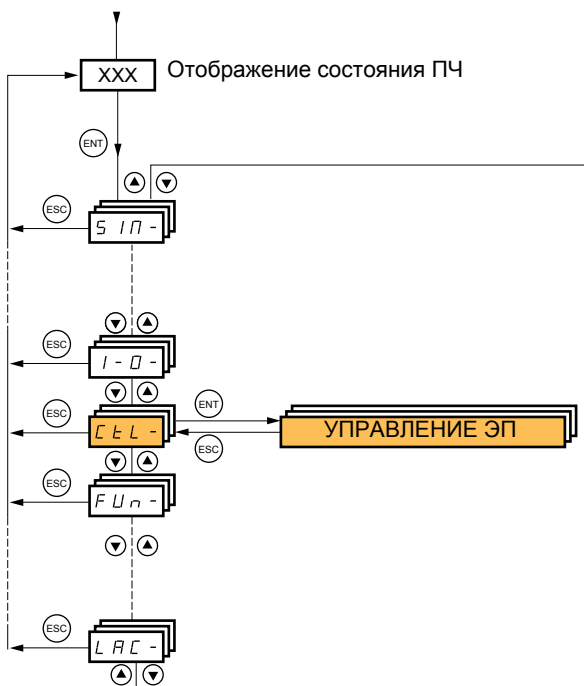 XXX
Отображение состояния ПЧ
ENT
ESC
SIM-
ESC
I-O-
ENT
ESC
CtL-
УПРАВЛЕНИЕ ЭП
ESC
ESC
FUn-
ESC
LAC-